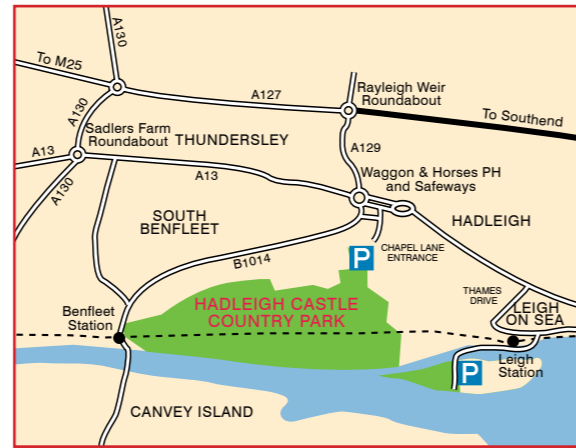 A130
To M25
A127
Rayleigh Weir
Roundabout
To Southend
A130
Sadlers Farm
Roundabout
THUNDERSLEY
A129
A13
A13
Waggon & Horses PH
and Safeways
A130
SOUTH
BENFLEET
HADLEIGH
B1014
P
CHAPEL LANE
ENTRANCE
HADLEIGH CASTLE
COUNTRY PARK
THAMES
DRIVE
LEIGH
ON SEA
Benfleet
Station
Leigh
Station
P
CANVEY ISLAND